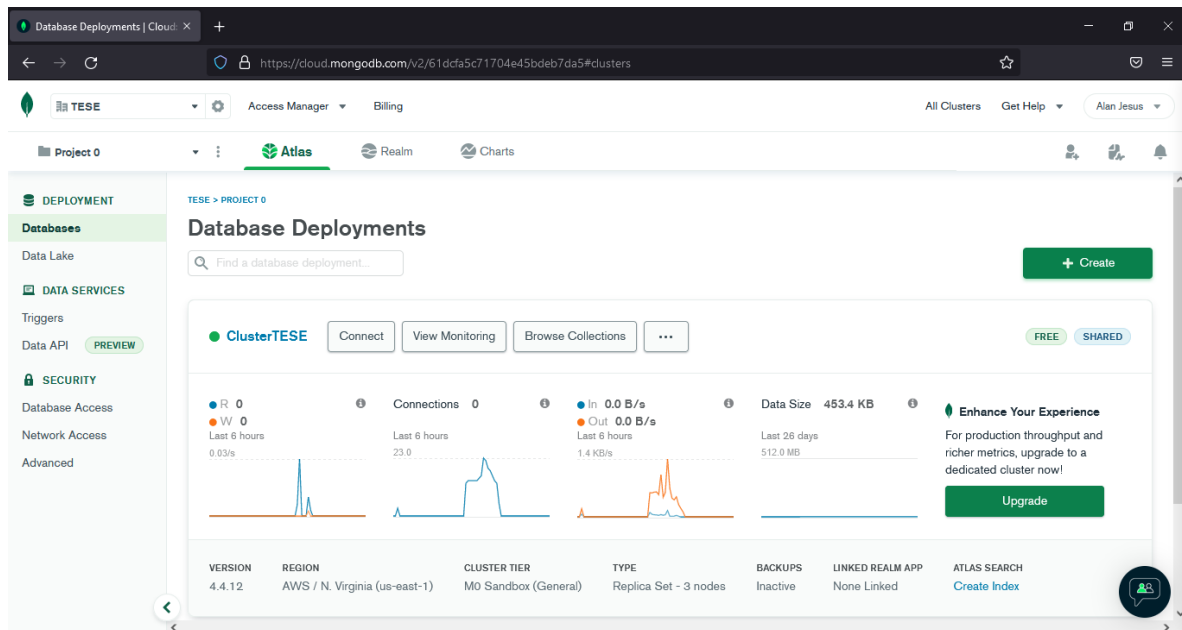 Database Deployments | Cloud:
https://cloud.mongodb.com/v2/61dcfa5c71704e45bdeb7da5#clusters
TESE Access Manager Billing All Clusters Get Help Alan Jesus
Project 0 Atlas Realm Charts
DEPLOYMENT
Databases
Data Lake
DATA SERVICES
Triggers
Data API PREVIEW
SECURITY
Database Access
Network Access
Advanced
TESE > PROJECT 0
Database Deployments
Find a database deployment...
+ Create
ClusterTESE Connect View Monitoring Browse Collections ... FREE SHARED
R 0
W 0
Last 6 hours
0.03/s
Connections 0
Last 6 hours
23.0
In 0.0 B/s
Out 0.0 B/s
Last 6 hours
1.4 KB/s
Data Size 453.4 KB
Last 26 days
512.0 MB
Enhance Your Experience
For production throughput and
richer metrics, upgrade to a
dedicated cluster now!
Upgrade
VERSION REGION CLUSTER TIER TYPE BACKUPS LINKED REALM APP ATLAS SEARCH
4.4.12 AWS / N. Virginia (us-east-1) M0 Sandbox (General) Replica Set - 3 nodes Inactive None Linked Create Index